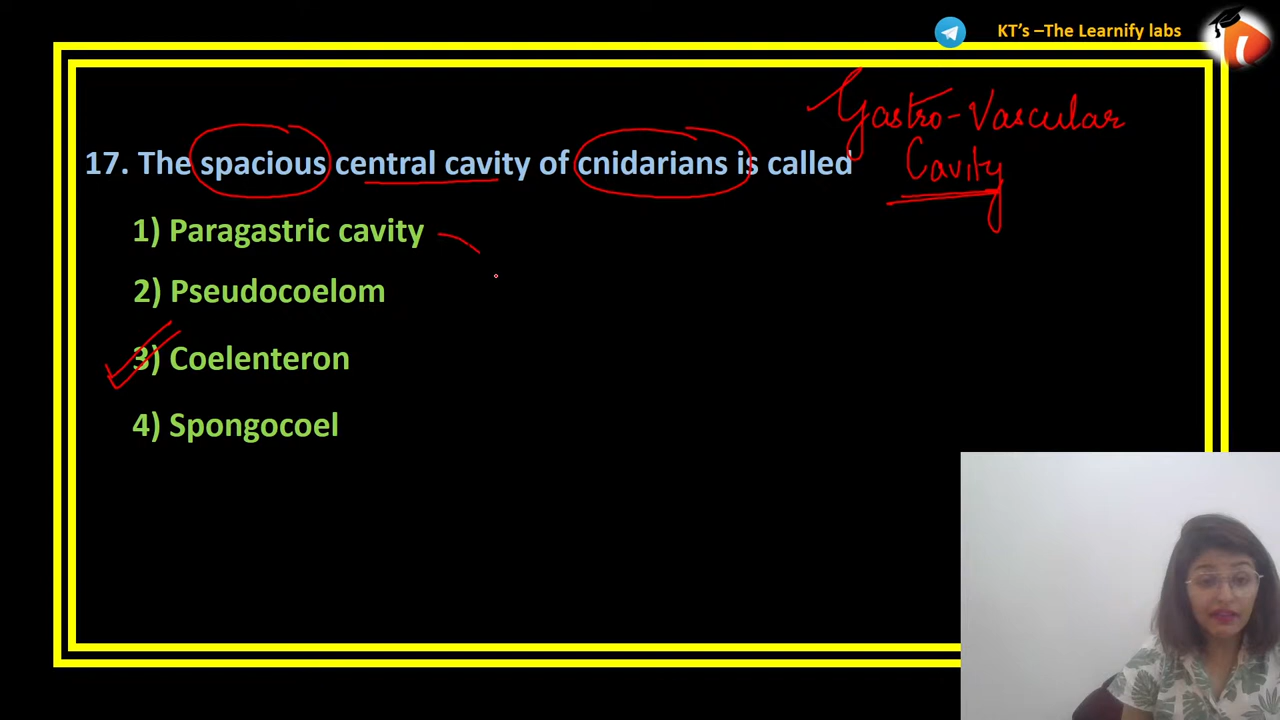 KT's –The Learnify labs
Gastro-Vascular
Cavity
17. The spacious central cavity of cnidarians is called
1) Paragastric cavity
2) Pseudocoelom
3) Coelenteron
4) Spongocoel